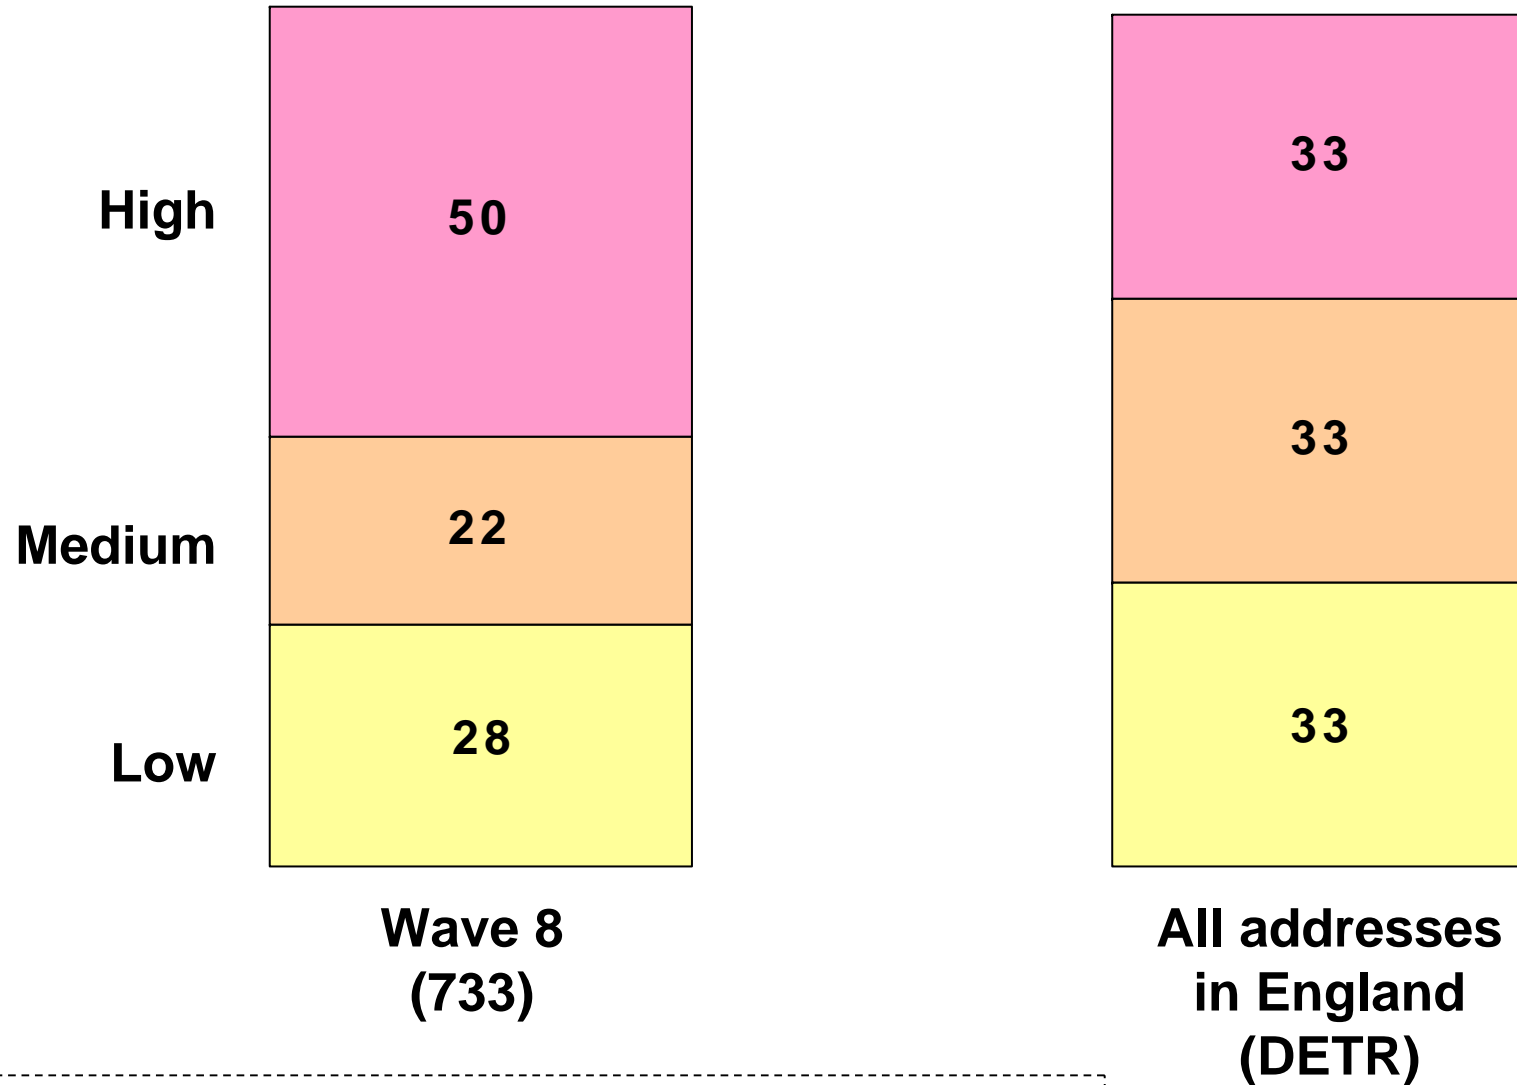 High
50
33
Medium
22
33
Low
28
33
Wave 8
(733)
All addresses
in England
(DETR)